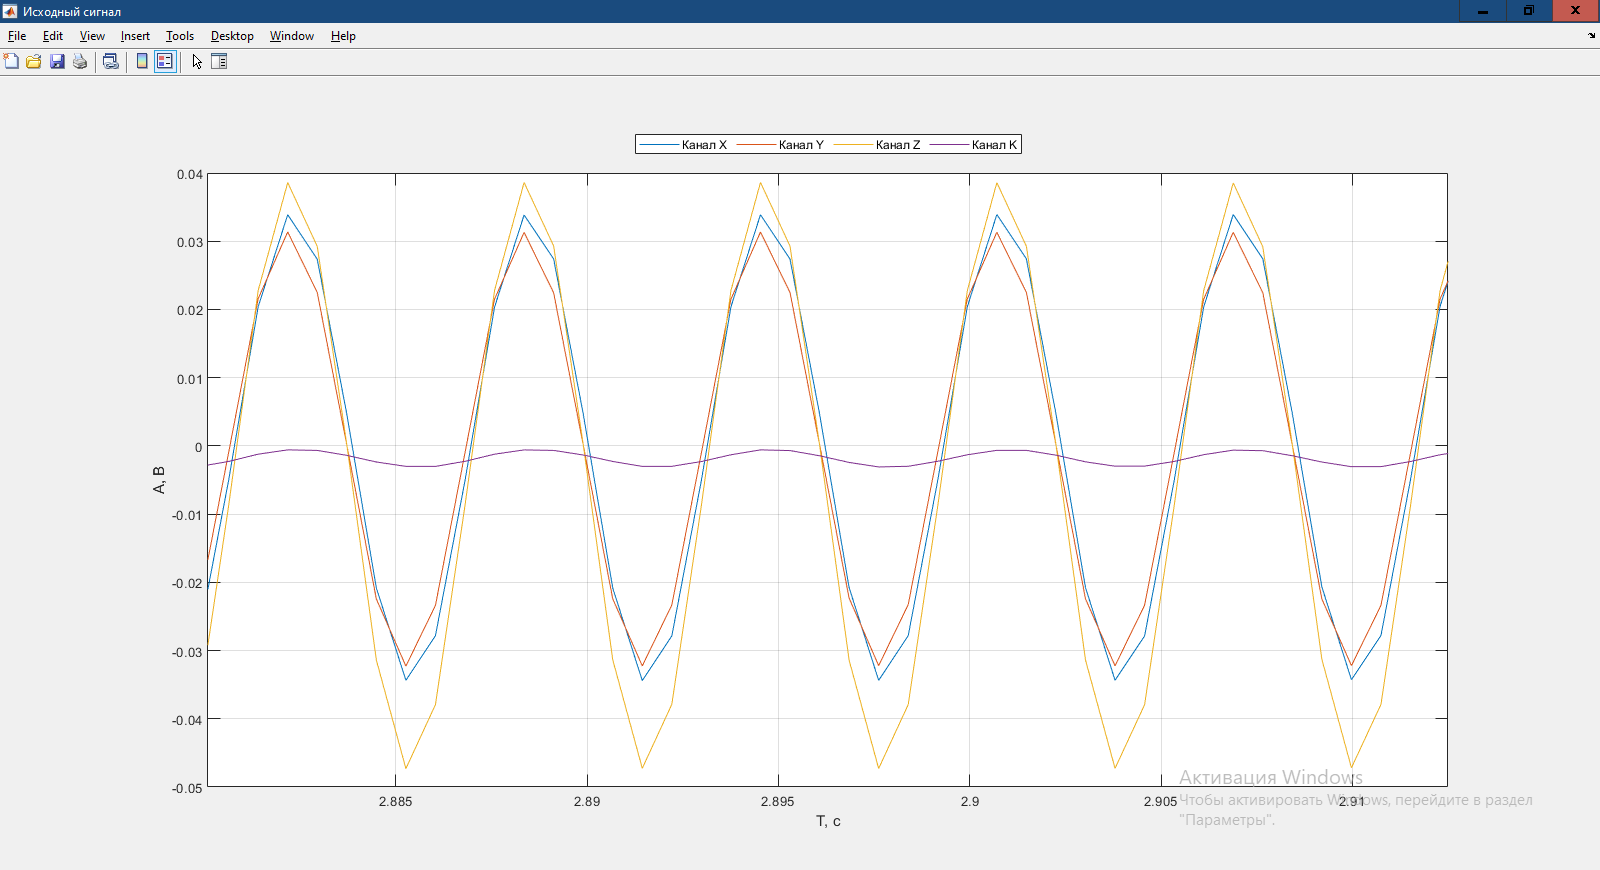 Исходный сигнал
File Edit View Insert Tools Desktop Window Help
Канал X Канал Y Канал Z Канал K
0.04
0.03
0.02
0.01
0
-0.01
-0.02
-0.03
-0.04
-0.05
A, B
2.885 2.89 2.895 2.9 2.905 2.91
T, c
Активация Windows
Чтобы активировать Windows, перейдите в раздел
"Параметры".